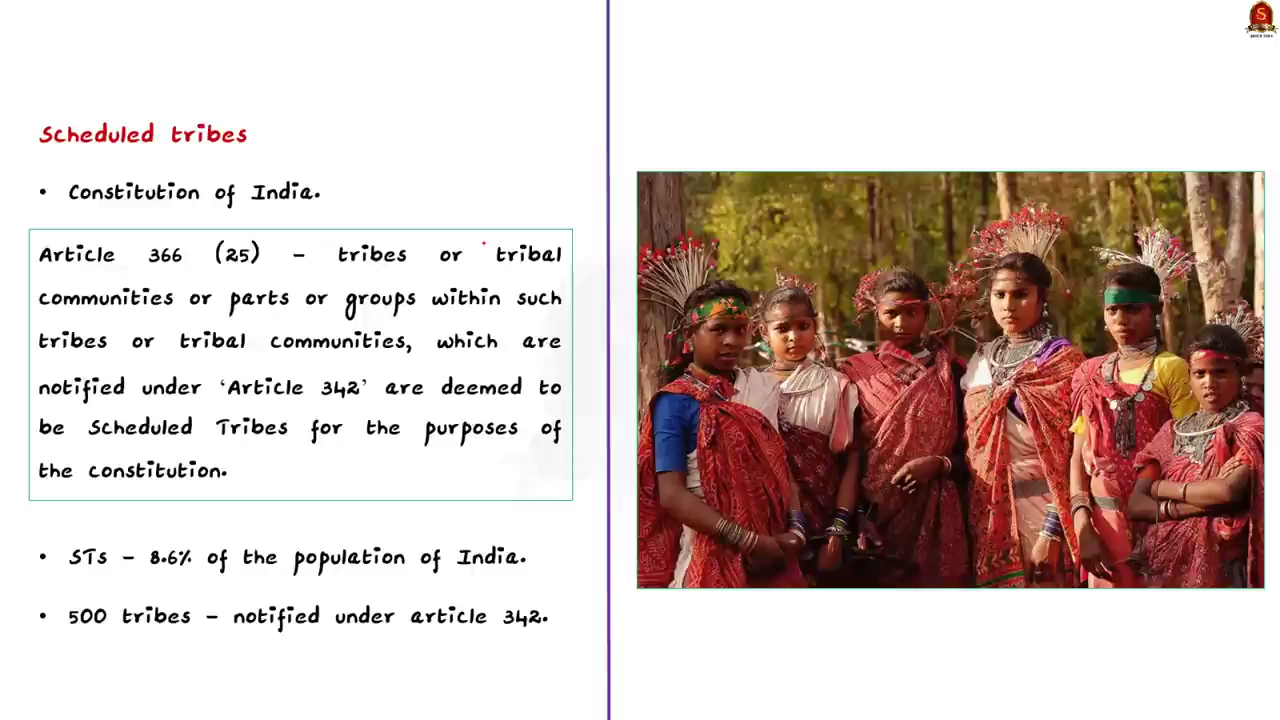 Scheduled tribes
• Constitution of India.
Article 366 (25) – tribes or tribal
communities or parts or groups within such
tribes or tribal communities, which are
notified under ‘Article 342’ are deemed to
be Scheduled Tribes for the purposes of
the constitution.
• STs – 8.6% of the population of India.
• 500 tribes – notified under article 342.
S